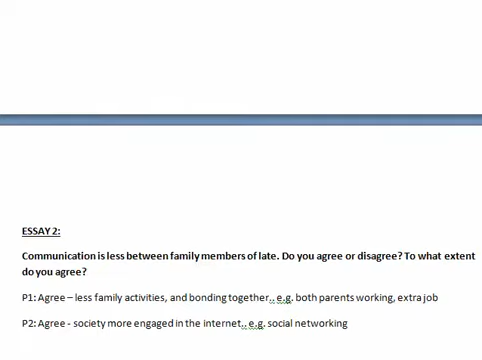 ESSAY 2:
Communication is less between family members of late. Do you agree or disagree? To what extent
do you agree?
P1: Agree – less family activities, and bonding together.. e.g. both parents working, extra job
P2: Agree - society more engaged in the internet.. e.g. social networking